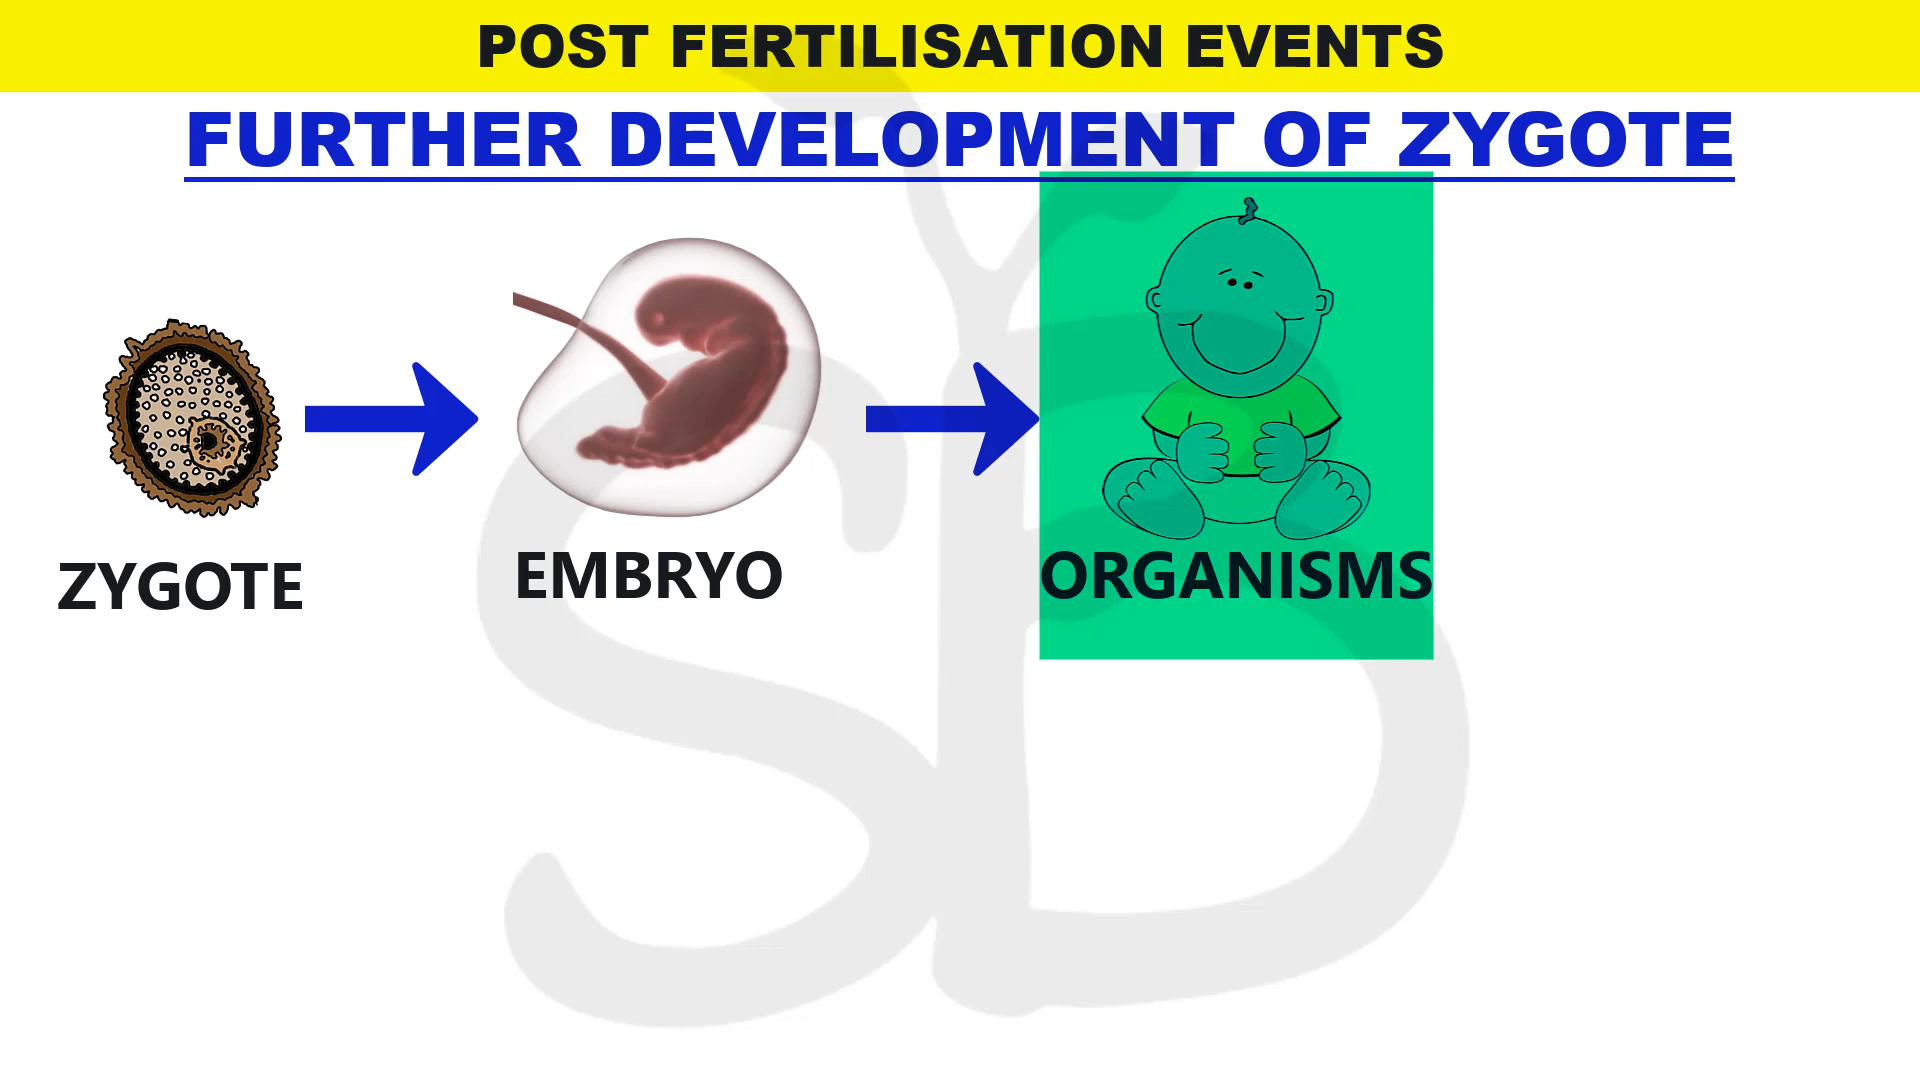 POST FERTILISATION EVENTS
FURTHER DEVELOPMENT OF ZYGOTE
ZYGOTE
EMBRYO
ORGANISMS